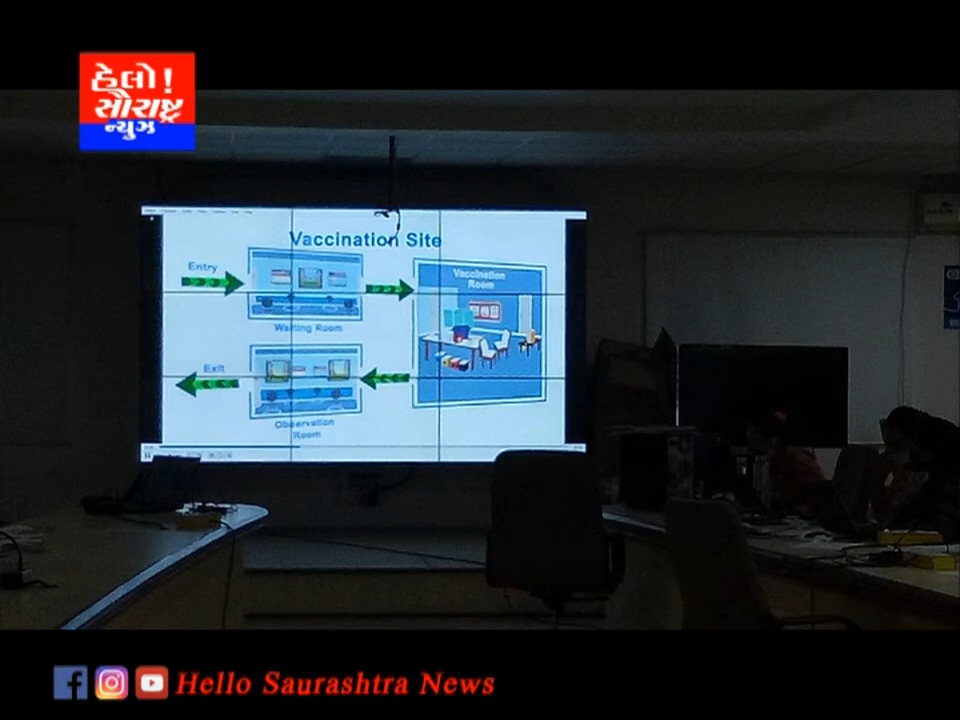 હેલો!
સૌરાષ્ટ્ર
ન્યુઝ
Vaccination Site
Entry
Vaccination
Room
Waiting Room
Exit
Observation
Room
Hello Saurashtra News